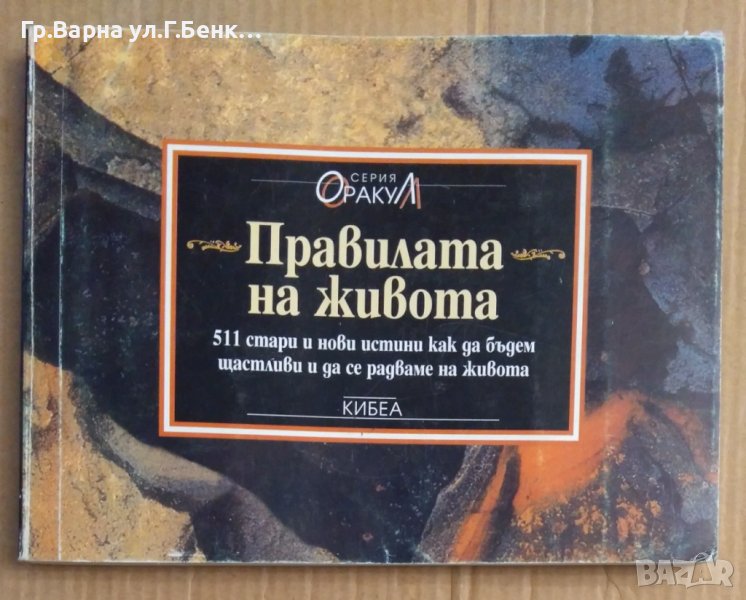 Гр.Варна ул.Г.Бенк...
СЕРИЯ
ОРАКУЛ
Правилата
на живота
511 стари и нови истини как да бъдем
щастливи и да се радваме на живота
КИБЕА
BAZAR